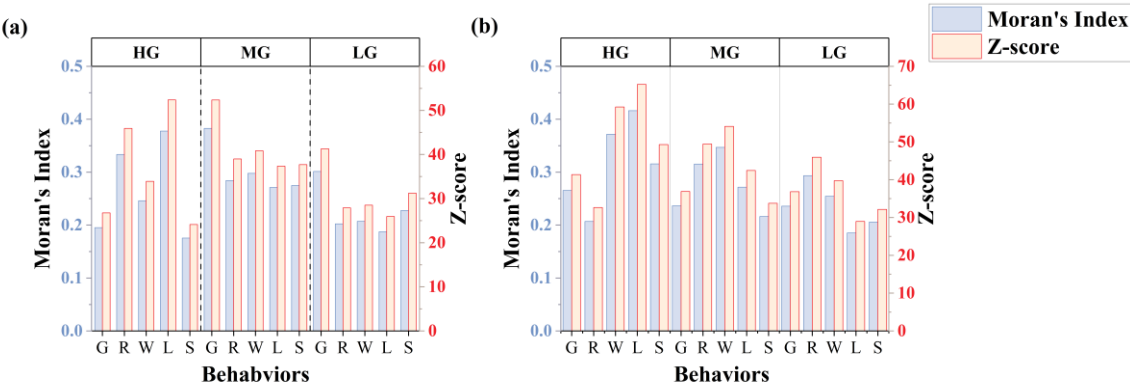 (a)
HG MG LG
0.5
0.4
0.3
0.2
0.1
0.0
Moran's Index
60
50
40
30
20
10
0
Z-score
G R W L S G R W L S G R W L S
Behabviors
(b)
HG MG LG
0.5
0.4
0.3
0.2
0.1
0.0
Moran's Index
70
60
50
40
30
20
10
0
Z-score
G R W L S G R W L S G R W L S
Behaviors
Moran's Index
Z-score